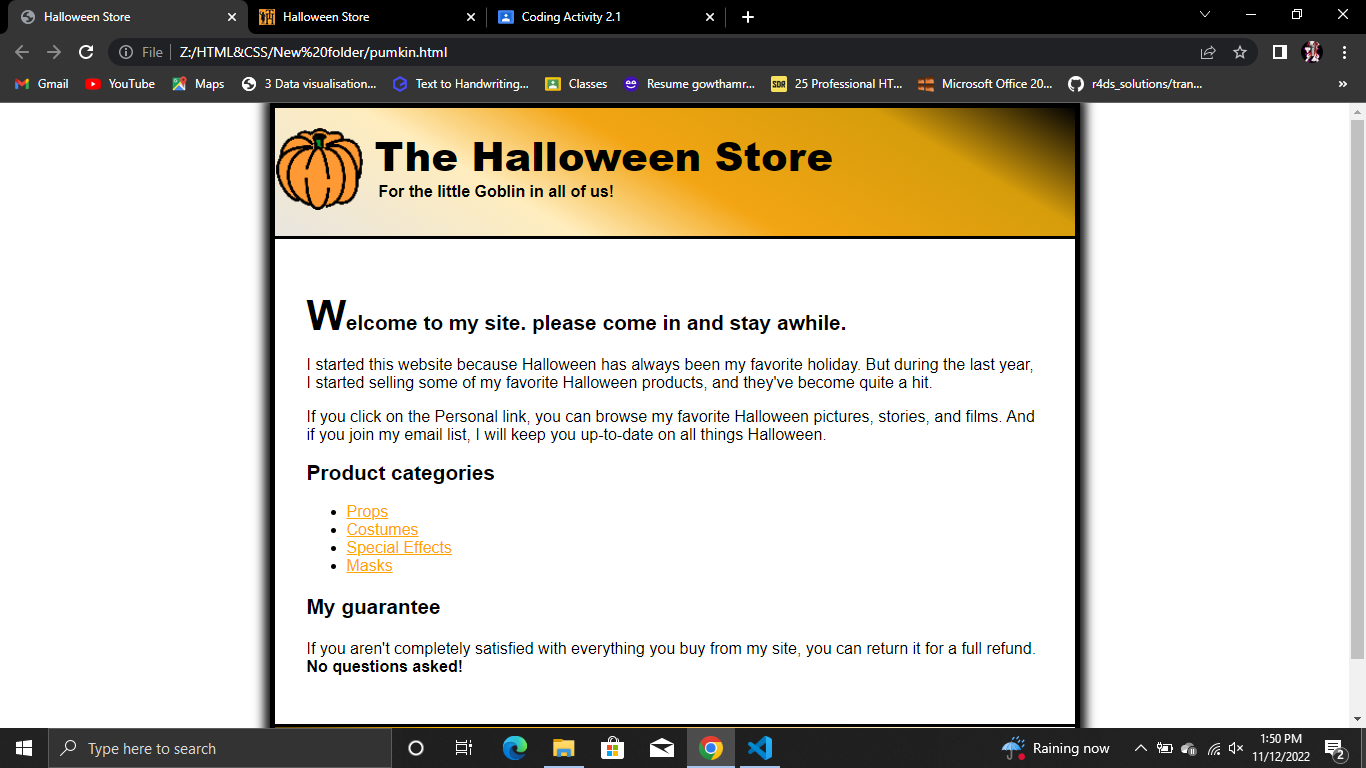 Halloween Store
Halloween Store
Coding Activity 2.1
File
Z:/HTML&CSS/New%20folder/pumkin.html
Gmail
YouTube
Maps
3 Data visualisation...
Text to Handwriting...
Classes
Resume gowthamr...
SDR
25 Professional HT...
Microsoft Office 20...
r4ds_solutions/tran...
»
The Halloween Store
For the little Goblin in all of us!
Welcome to my site. please come in and stay awhile.
I started this website because Halloween has always been my favorite holiday. But during the last year,
I started selling some of my favorite Halloween products, and they've become quite a hit.
If you click on the Personal link, you can browse my favorite Halloween pictures, stories, and films. And
if you join my email list, I will keep you up-to-date on all things Halloween.
Product categories
Props
Costumes
Special Effects
Masks
My guarantee
If you aren't completely satisfied with everything you buy from my site, you can return it for a full refund.
No questions asked!
Type here to search
Raining now
1:50 PM
11/12/2022
2